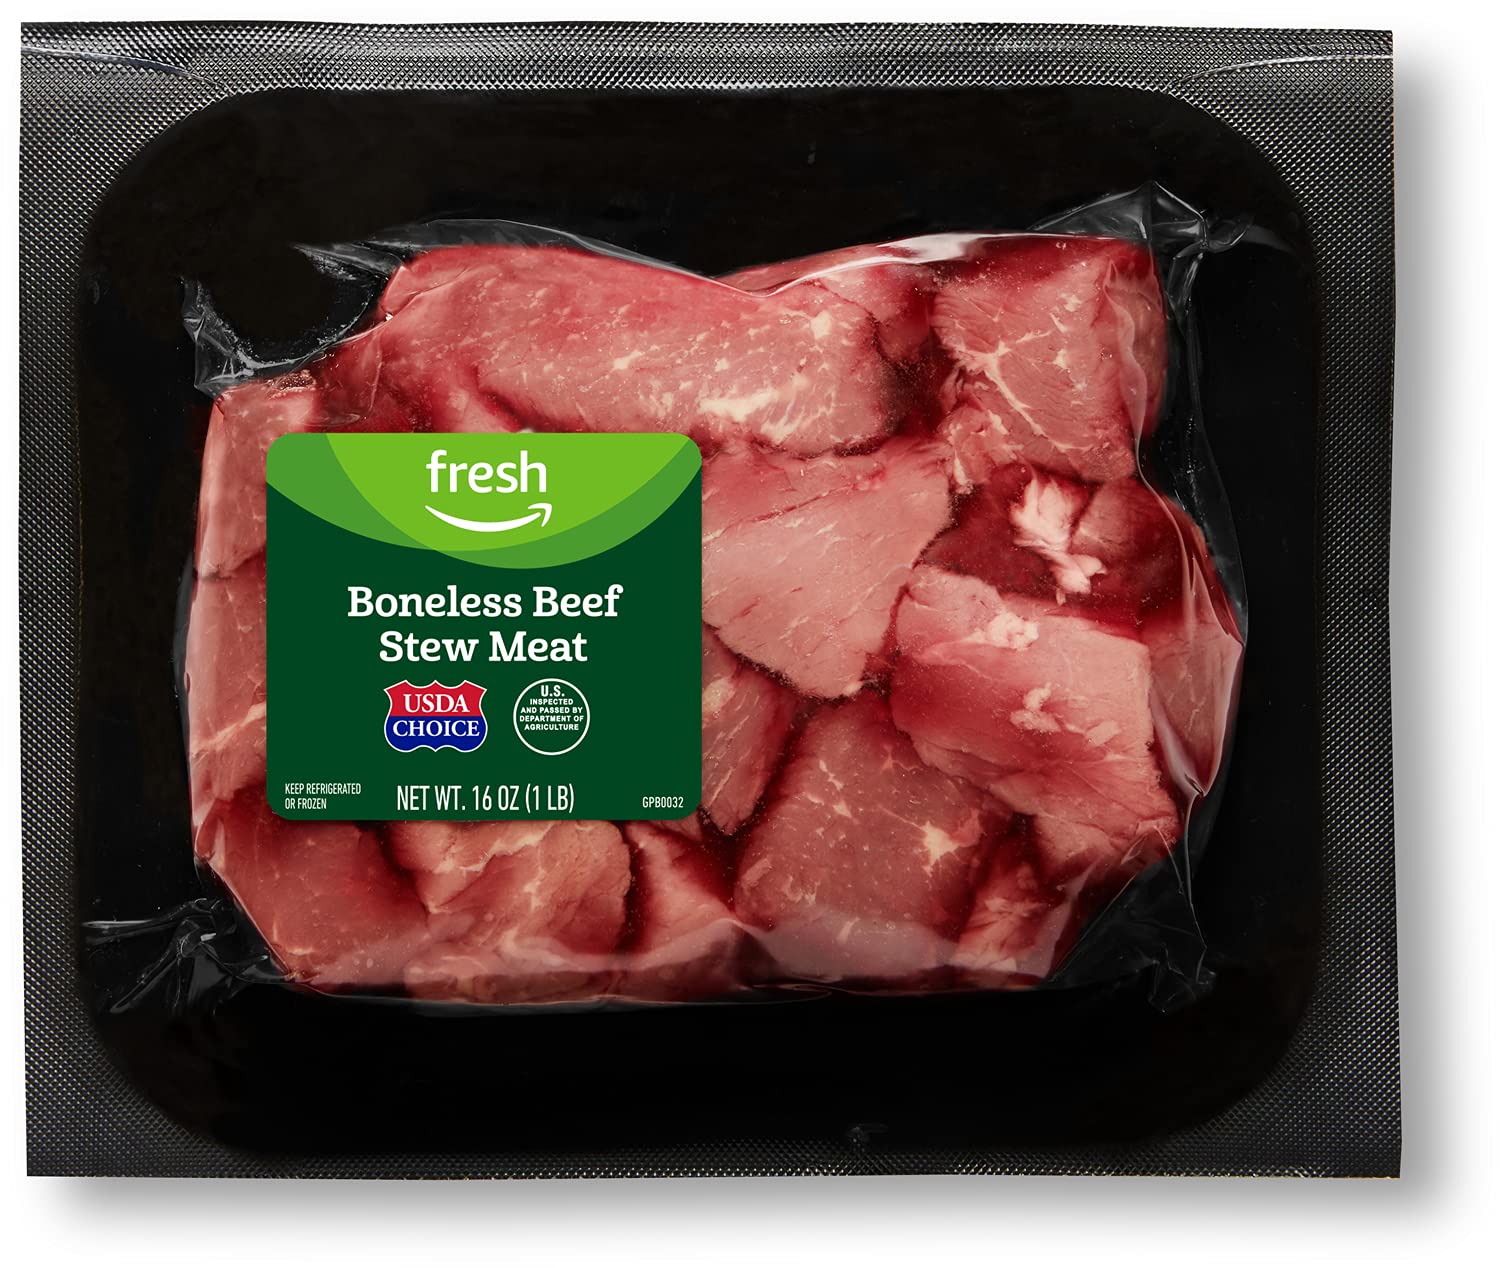 fresh
Boneless Beef
Stew Meat
USDA
CHOICE
U.S.
INSPECTED
AND PASSED BY
DEPARTMENT OF
AGRICULTURE
KEEP REFRIGERATED
OR FROZEN
NET WT. 16 OZ (1 LB)
GPB0032